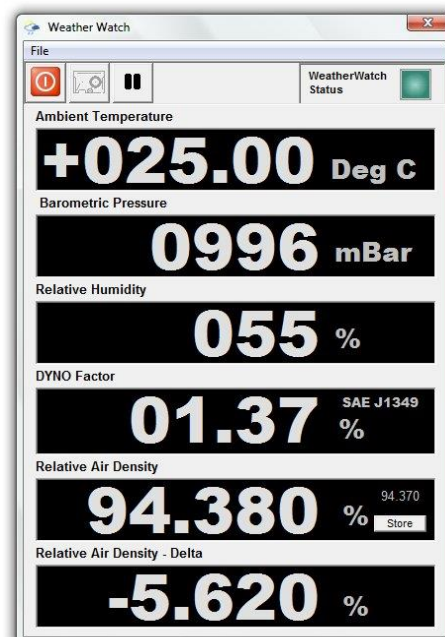 Weather Watch
File
WeatherWatch
Status
Ambient Temperature
+025.00 Deg C
Barometric Pressure
0996 mBar
Relative Humidity
055 %
DYNO Factor
01.37 SAE J1349 %
Relative Air Density
94.380 % 94.370
Store
Relative Air Density - Delta
-5.620 %